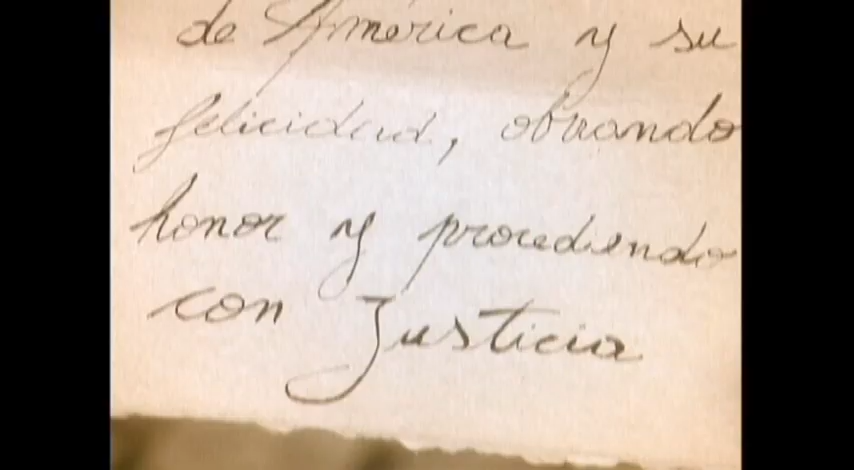 de América y su
felicidad, obrando
honor y procediendo
con Justicia